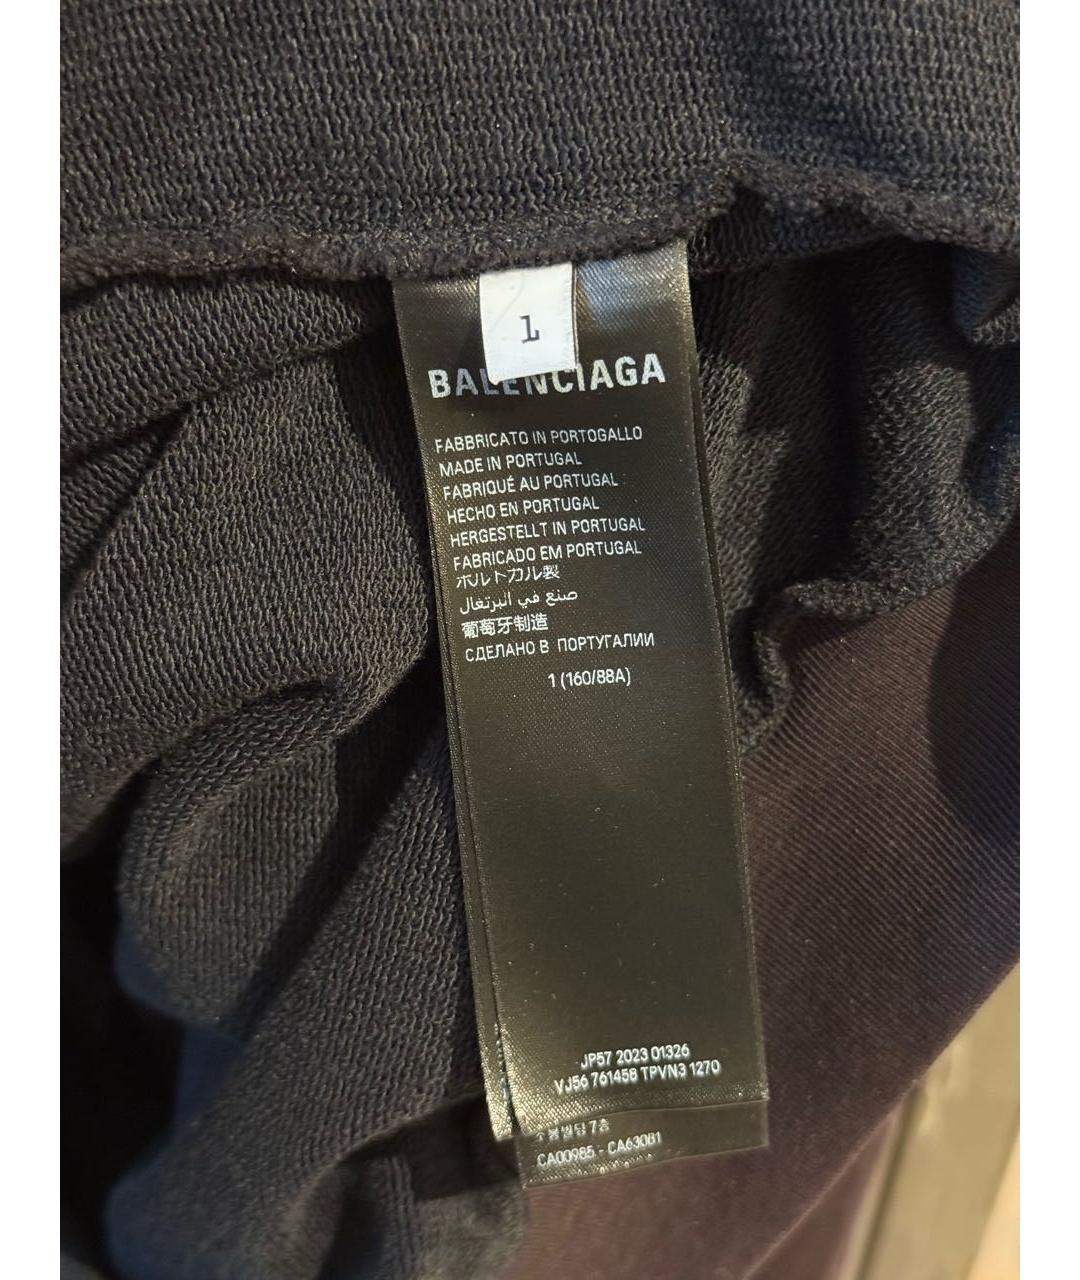 1
BALENCIAGA
FABBRICATO IN PORTOGALLO
MADE IN PORTUGAL
FABRIQUÉ AU PORTUGAL
HECHO EN PORTUGAL
HERGESTELLT IN PORTUGAL
FABRICADO EM PORTUGAL
ポルトガル製
صنع في البرتغال
葡萄牙制造
СДЕЛАНО В ПОРТУГАЛИИ
1 (160/88A)
JP57 2023 01326
VJ56 761458 TPVN3 1270
7층
CA00985 - CA63081